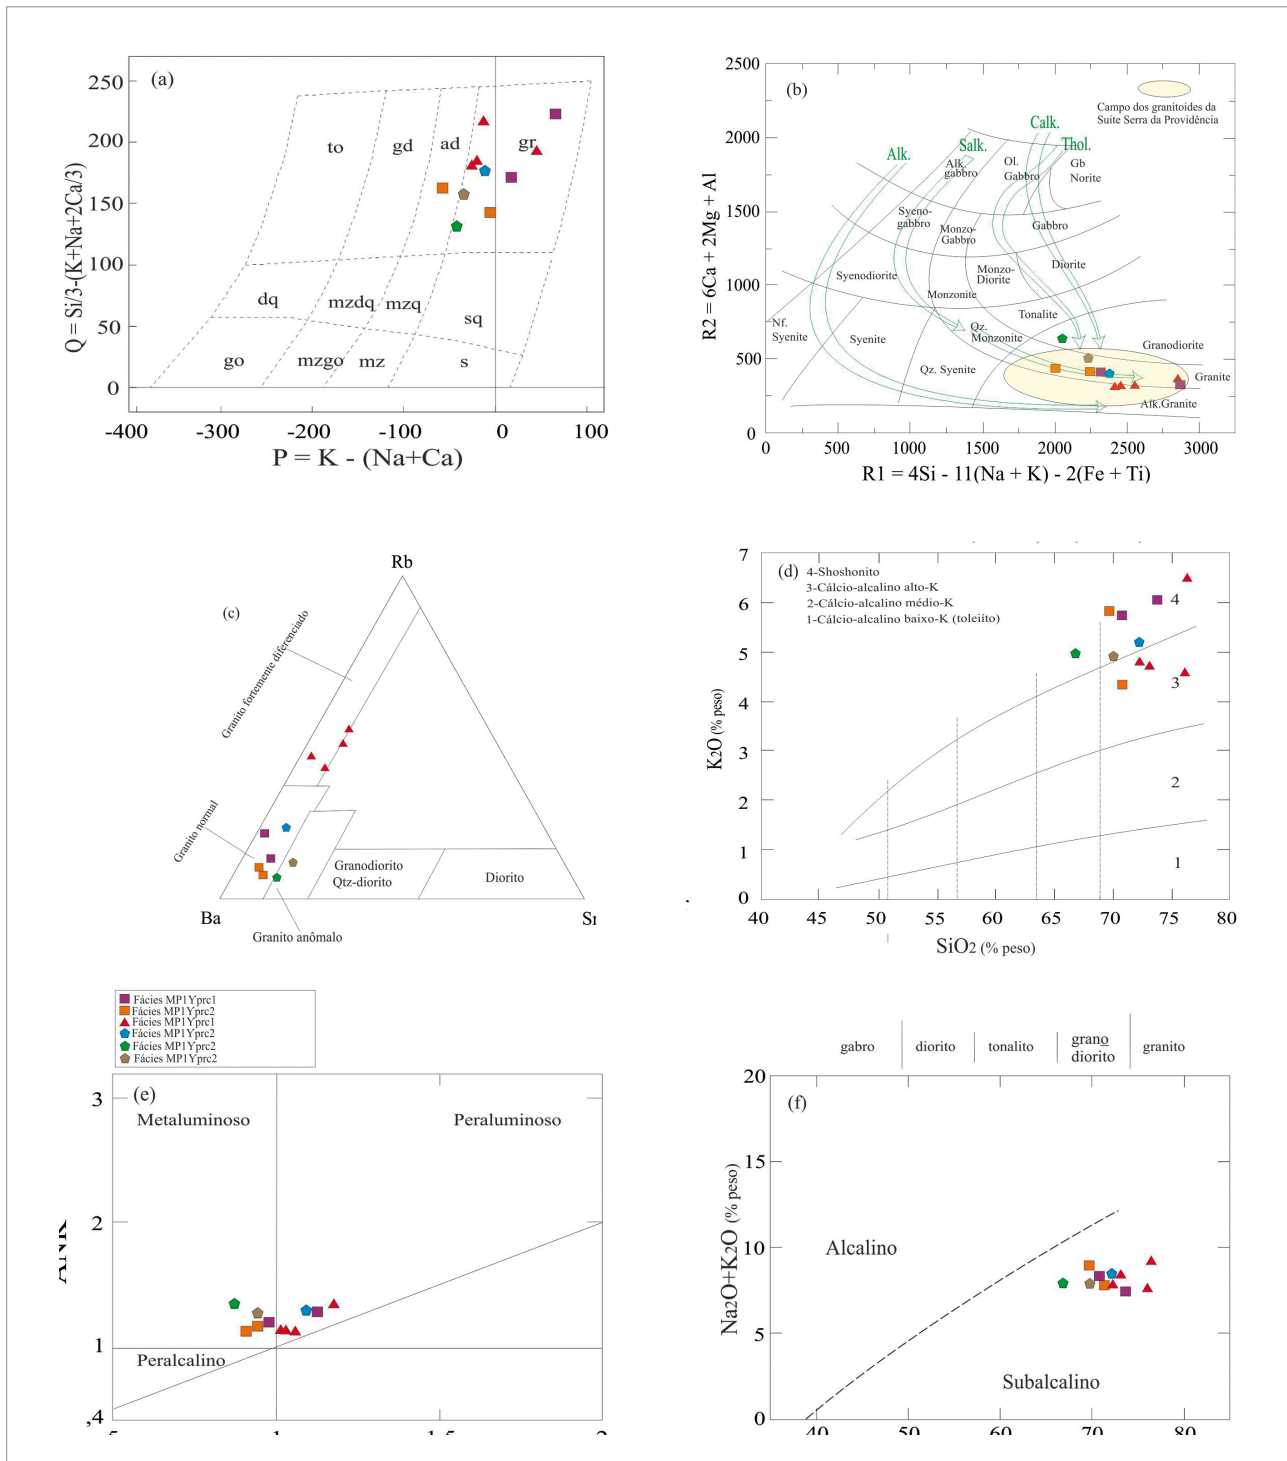 (a)
250
200
150
100
50
0
-400
-300
-200
-100
0
100
Q = Si/3-(K+Na+2Ca/3)
P = K - (Na+Ca)
to
gd
ad
gr
dq
mzdq
mzq
sq
go
mzgo
mz
s
(b)
2500
2000
1500
1000
500
0
0
500
1000
1500
2000
2500
3000
R2 = 6Ca + 2Mg + Al
R1 = 4Si - 11(Na + K) - 2(Fe + Ti)
Campo dos granitoides da
Suite Serra da Providência
Alk.
Salk.
Calk.
Thol.
Alk.
gabbro
Ol.
Gabbro
Gb
Norite
Syeno-
gabbro
Monzo-
Gabbro
Gabbro
Syenodiorite
Monzo-
Diorite
Diorite
Monzonite
Tonalite
Nf.
Syenite
Syenite
Qz.
Monzonite
Granodiorite
Qz. Syenite
Granite
Alk.Granite
(c)
Rb
Ba
Granito fortemente diferenciado
Granito normal
Granito anômalo
Granodiorito
Qtz-diorito
Diorito
(d)
4-Shoshonito
3-Cálcio-alcalino alto-K
2-Cálcio-alcalino médio-K
1-Cálcio-alcalino baixo-K (toleiíto)
7
6
5
4
3
2
1
0
40
45
50
55
60
65
70
75
80
K2O (% peso)
SiO2 (% peso)
4
3
2
1
Fácies MP1Yprc1
Fácies MP1Yprc2
Fácies MP1Yprc1
Fácies MP1Yprc2
Fácies MP1Yprc2
Fácies MP1Yprc2
(e)
Metaluminoso
Peraluminoso
Peralcalino
3
2
1
,4
1
1,5
2
gabro
diorito
tonalito
grano
diorito
granito
(f)
20
15
10
5
0
40
50
60
70
80
Na2O+K2O (% peso)
Alcalino
Subalcalino